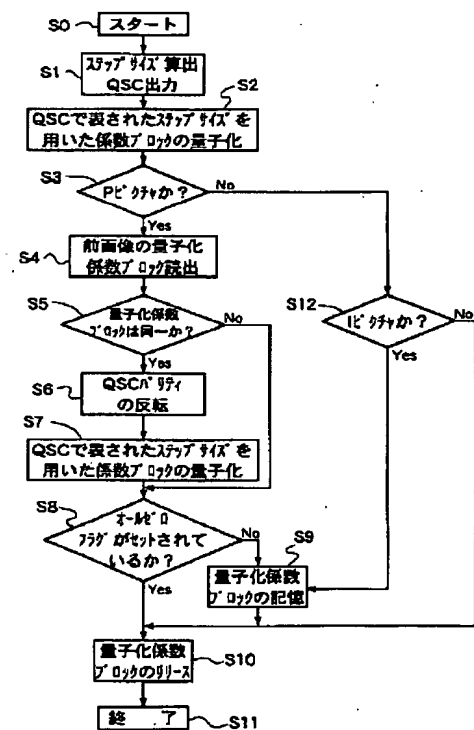 S0
スタート
S1
ステップサイズ算出
QSC出力
S2
QSCで表されたステップサイズを
用いた係数ブロックの量子化
S3
Pピクチャか?
No
Yes
S4
前画像の量子化
係数ブロック読出
S5
量子化係数
ブロックは同一か?
No
Yes
S12
Iピクチャか?
No
Yes
S6
QSCパリティ
の反転
S7
QSCで表されたステップサイズを
用いた係数ブロックの量子化
S8
オールゼロ
フラグがセットされて
いるか?
No
Yes
S9
量子化係数
ブロックの記憶
量子化係数
ブロックのリリース
S10
終 了
S11